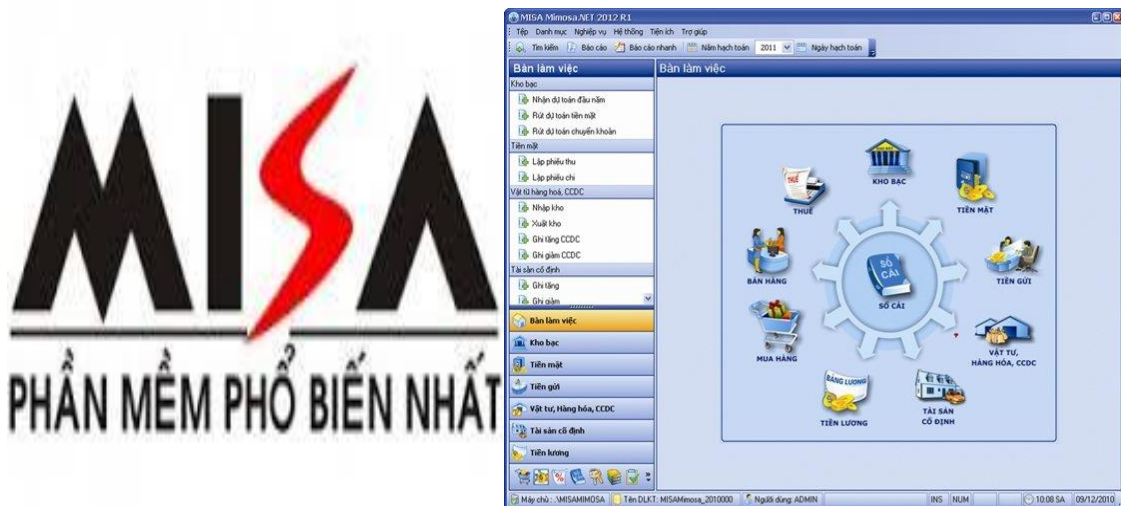 MISA
PHẦN MỀM PHỔ BIẾN NHẤT
MISA Mimosa.NET 2012 R1
Tệp Danh mục Nghiệp vụ Hệ thống Tiện ích Trợ giúp
Tìm kiếm Báo cáo Báo cáo nhanh Năm hạch toán 2011 Ngày hạch toán
Bàn làm việc
Kho bạc
Nhận dự toán đầu năm
Rút dự toán tiền mặt
Rút dự toán chuyển khoản
Tiền mặt
Lập phiếu thu
Lập phiếu chi
Vật tư hàng hoá, CCDC
Nhập kho
Xuất kho
Ghi tăng CCDC
Ghi giảm CCDC
Tài sản cố định
Ghi tăng
Ghi giảm
Bàn làm việc
Kho bạc
Tiền mặt
Tiền gửi
Vật tư, Hàng hóa, CCDC
Tài sản cố định
Tiền lương
Bàn làm việc
KHO BẠC
TIỀN MẶT
TIỀN GỬI
VẬT TƯ,
HÀNG HÓA, CCDC
TÀI SẢN
CỐ ĐỊNH
BẢNG LƯƠNG
TIỀN LƯƠNG
MUA HÀNG
BÁN HÀNG
THUẾ
THUẾ
SỔ
CÁI
SỔ CÁI
Máy chủ : .\MISAMIMOSA Tên DLKT: MISAMimosa_2010000 Người dùng: ADMIN INS NUM 10:08 SA 09/12/2010